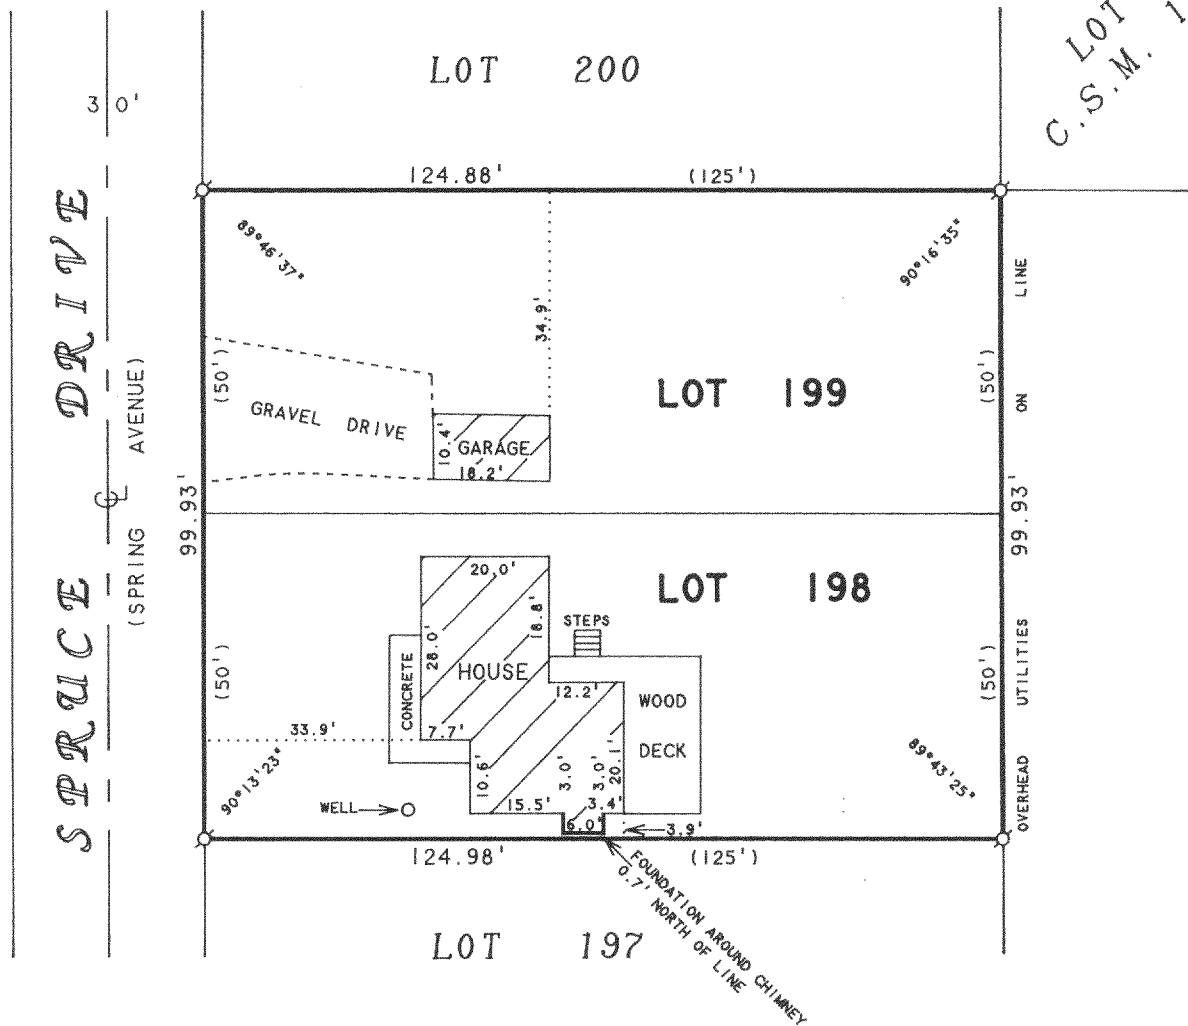 LOT 200
LOT
C.S.M. 1
30'
124.88' (125')
89°46'37"
90°16'35"
34.9'
LINE
ON
UTILITIES
OVERHEAD
SPRUCE DRIVE
(SPRING AVENUE)
℄
(50')
(50')
GRAVEL DRIVE
10.4'
GARAGE
18.2'
LOT 199
99.93'
99.93'
20.0'
LOT 198
18.8'
STEPS
28.0'
CONCRETE
HOUSE
(50')
(50')
12.2'
WOOD
DECK
33.9'
7.7'
90°13'23"
89°43'25"
10.6'
3.0'
3.0'
20.1'
WELL
15.5'
3.4'
6.0'
3.9'
124.98' (125')
FOUNDATION AROUND CHIMNEY
0.7' NORTH OF LINE
LOT 197